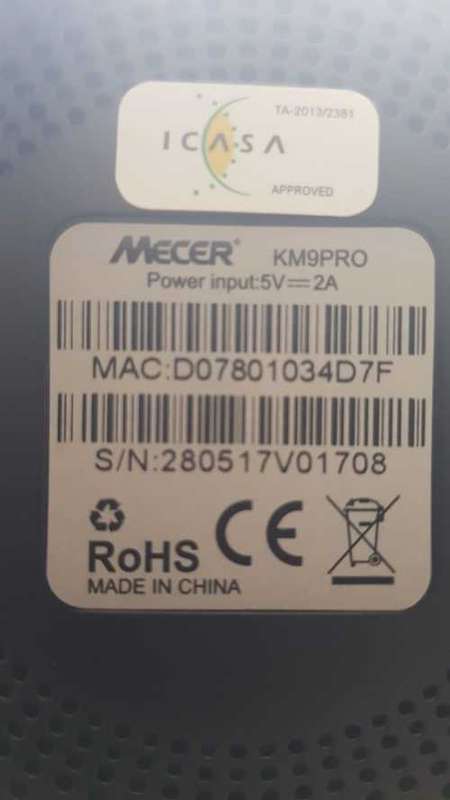 TA-2013/2381
ICASA
APPROVED
MECER® KM9PRO
Power input:5V⎓2A
MAC:D07801034D7F
S/N:280517V01708
CE
RoHS
MADE IN CHINA